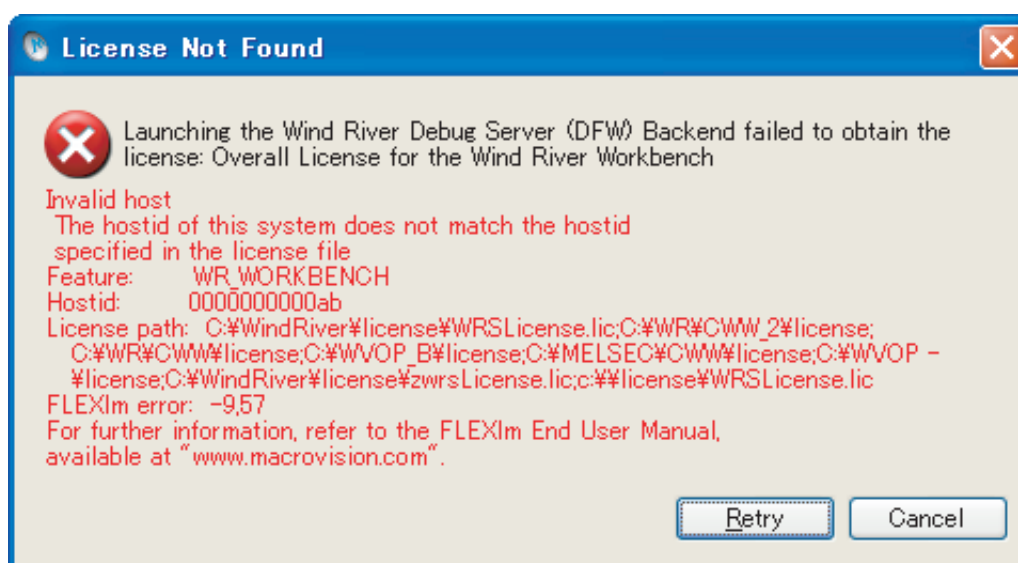 License Not Found
Launching the Wind River Debug Server (DFW) Backend failed to obtain the
license: Overall License for the Wind River Workbench
Invalid host
The hostid of this system does not match the hostid
specified in the license file
Feature: WR_WORKBENCH
Hostid: 0000000000ab
License path: C:¥WindRiver¥license¥WRSLicense.lic;C:¥WR¥CWW_2¥license;
C:¥WR¥CWW¥license;C:¥WVOP_B¥license;C:¥MELSEC¥CWW¥license;C:¥WVOP -
¥license;C:¥WindRiver¥license¥zwrsLicense.lic;c:¥¥license¥WRSLicense.lic
FLEXlm error: -9,57
For further information, refer to the FLEXlm End User Manual,
available at "www.macrovision.com".
Retry Cancel